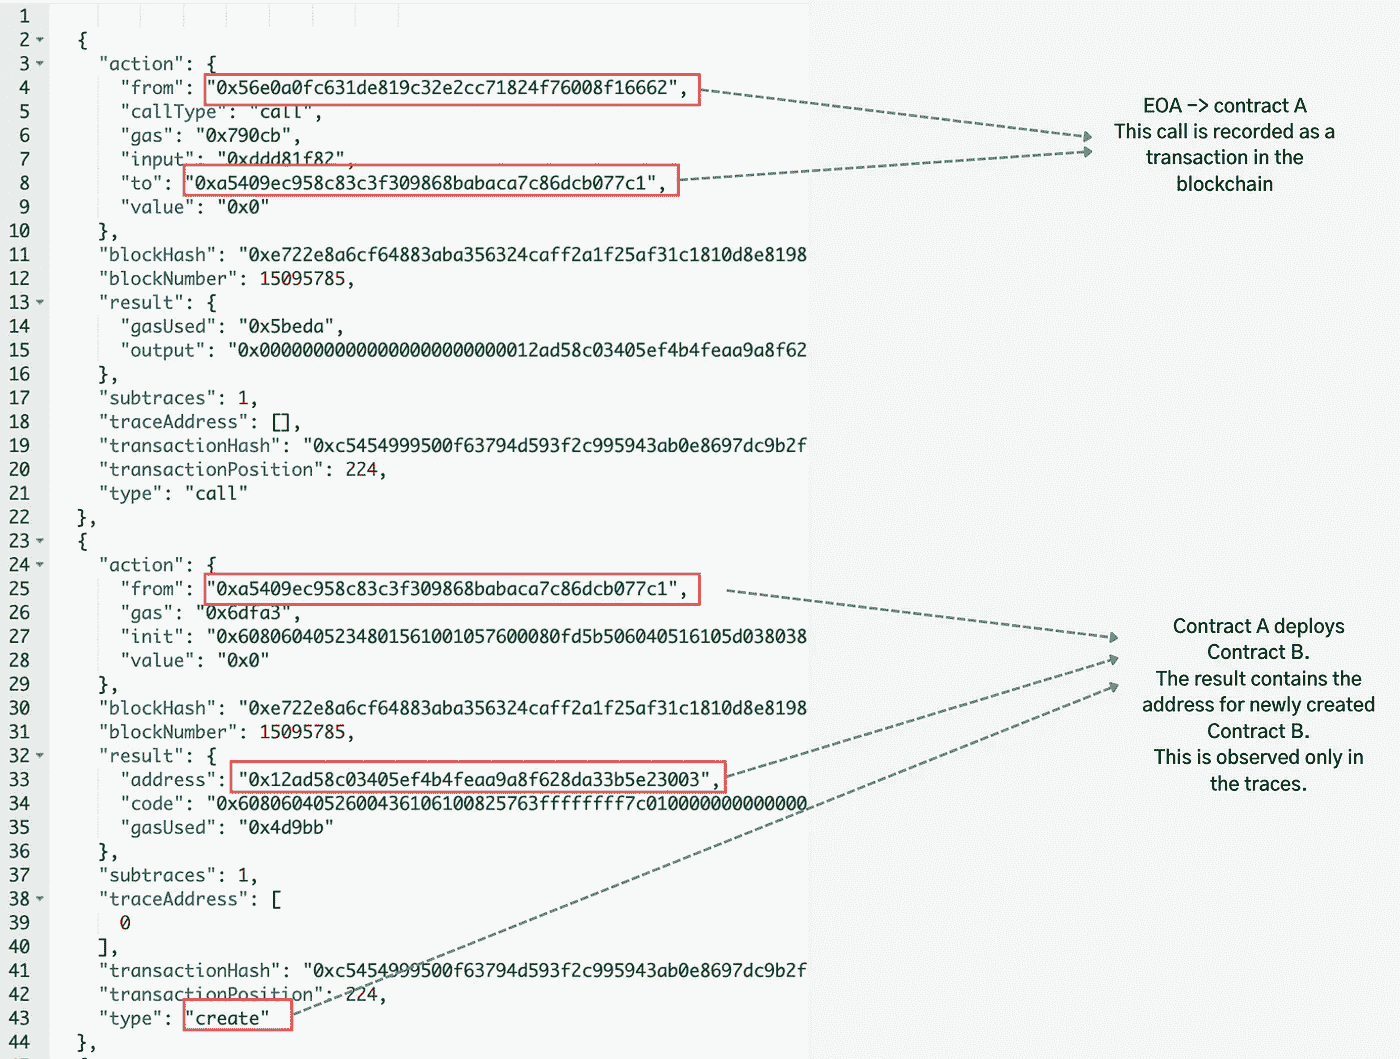 1
2 {
3 "action": {
4 "from": "0x56e0a0fc631de819c32e2cc71824f76008f16662",
5 "callType": "call",
6 "gas": "0x790cb",
7 "input": "0xddd81f82",
8 "to": "0xa5409ec958c83c3f309868babaca7c86dcb077c1",
9 "value": "0x0"
10 },
11 "blockHash": "0xe722e8a6cf64883aba356324caff2a1f25af31c1810d8e8198
12 "blockNumber": 15095785,
13 "result": {
14 "gasUsed": "0x5beda",
15 "output": "0x00000000000000000000000012ad58c03405ef4b4feaa9a8f62
16 },
17 "subtraces": 1,
18 "traceAddress": [],
19 "transactionHash": "0xc5454999500f63794d593f2c995943ab0e8697dc9b2f
20 "transactionPosition": 224,
21 "type": "call"
22 },
23 {
24 "action": {
25 "from": "0xa5409ec958c83c3f309868babaca7c86dcb077c1",
26 "gas": "0x6dfa3",
27 "init": "0x608060405234801561001057600080fd5b506040516105d038038
28 "value": "0x0"
29 },
30 "blockHash": "0xe722e8a6cf64883aba356324caff2a1f25af31c1810d8e8198
31 "blockNumber": 15095785,
32 "result": {
33 "address": "0x12ad58c03405ef4b4feaa9a8f628da33b5e23003",
34 "code": "0x60806040526004361061008257​63ffffffff7c010000000000000
35 "gasUsed": "0x4d9bb"
36 },
37 "subtraces": 1,
38 "traceAddress": [
39 0
40 ],
41 "transactionHash": "0xc5454999500f63794d593f2c995943ab0e8697dc9b2f
42 "transactionPosition": 224,
43 "type": "create"
44 },
EOA -> contract A
This call is recorded as a
transaction in the
blockchain
Contract A deploys
Contract B.
The result contains the
address for newly created
Contract B.
This is observed only in
the traces.